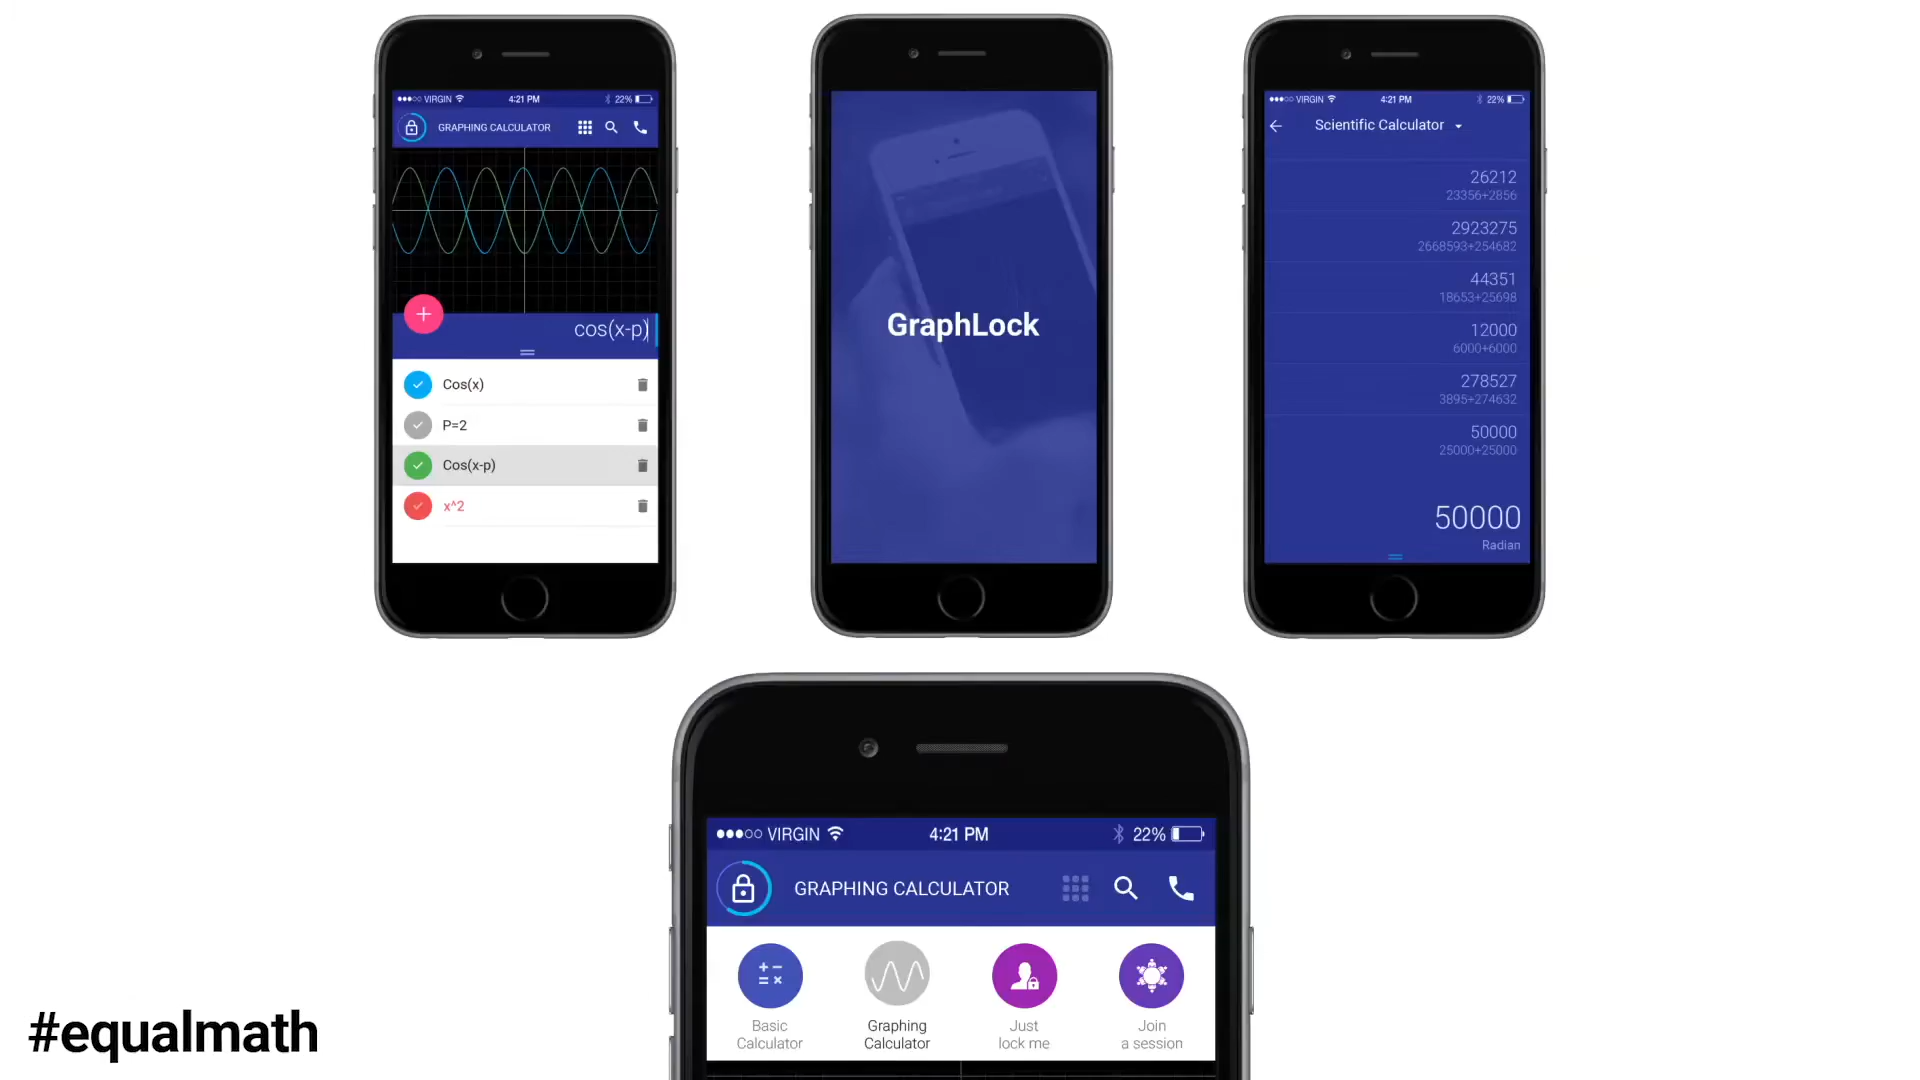 VIRGIN 4:21 PM 22%
GRAPHING CALCULATOR
cos(x-p)
Cos(x)
P=2
Cos(x-p)
x^2
GraphLock
VIRGIN 4:21 PM 22%
Scientific Calculator
26212
23356+2856
2923275
2668593+254682
44351
18653+25698
12000
6000+6000
278527
3895+274632
50000
25000+25000
50000
Radian
VIRGIN 4:21 PM 22%
GRAPHING CALCULATOR
Basic
Calculator
Graphing
Calculator
Just
lock me
Join
a session
#equalmath